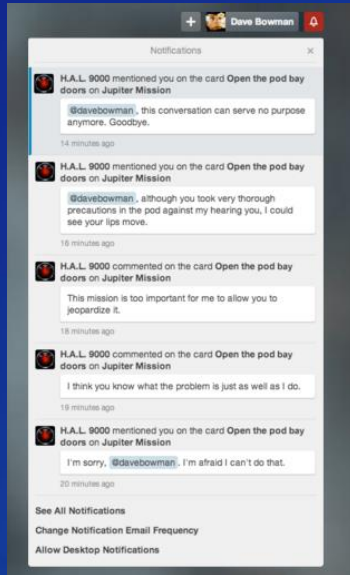 + Dave Bowman
Notifications ×
H.A.L. 9000 mentioned you on the card Open the pod bay
doors on Jupiter Mission
@davebowman , this conversation can serve no purpose
anymore. Goodbye.
14 minutes ago
H.A.L. 9000 mentioned you on the card Open the pod bay
doors on Jupiter Mission
@davebowman , although you took very thorough
precautions in the pod against my hearing you, I could
see your lips move.
16 minutes ago
H.A.L. 9000 commented on the card Open the pod bay
doors on Jupiter Mission
This mission is too important for me to allow you to
jeopardize it.
18 minutes ago
H.A.L. 9000 commented on the card Open the pod bay
doors on Jupiter Mission
I think you know what the problem is just as well as I do.
19 minutes ago
H.A.L. 9000 mentioned you on the card Open the pod bay
doors on Jupiter Mission
I'm sorry, @davebowman . I'm afraid I can't do that.
20 minutes ago
See All Notifications
Change Notification Email Frequency
Allow Desktop Notifications